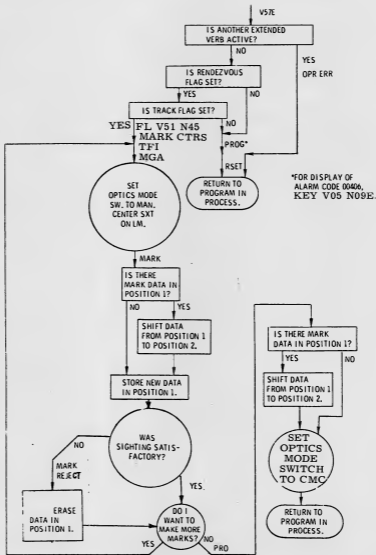 V57E
IS ANOTHER EXTENDED
VERB ACTIVE?
NO
YES
OPR ERR
IS RENDEZVOUS
FLAG SET?
YES
NO
IS TRACK FLAG SET?
YES
FL V51 N45
MARK CTRS
TFI
MGA
NO
PROG*
RSET
RETURN TO
PROGRAM IN
PROCESS.
*FOR DISPLAY OF
ALARM CODE 00406,
KEY V05 N09E.
SET
OPTICS MODE
SW. TO MAN.
CENTER SXT
ON LM.
MARK
IS THERE
MARK DATA IN
POSITION 1?
NO
YES
SHIFT DATA
FROM POSITION 1
TO POSITION 2.
STORE NEW DATA
IN POSITION 1.
WAS
SIGHTING SATIS-
FACTORY?
NO
MARK
REJECT
YES.
ERASE
DATA IN
POSITION 1.
DO I
WANT TO
MAKE MORE
MARKS?
YES
NO
PRO
IS THERE MARK
DATA IN POSITION 1?
YES
NO
SHIFT DATA
FROM POSITION 1
TO POSITION 2.
SET
OPTICS
MODE
SWITCH
TO CMC
RETURN TO
PROGRAM IN
PROCESS.